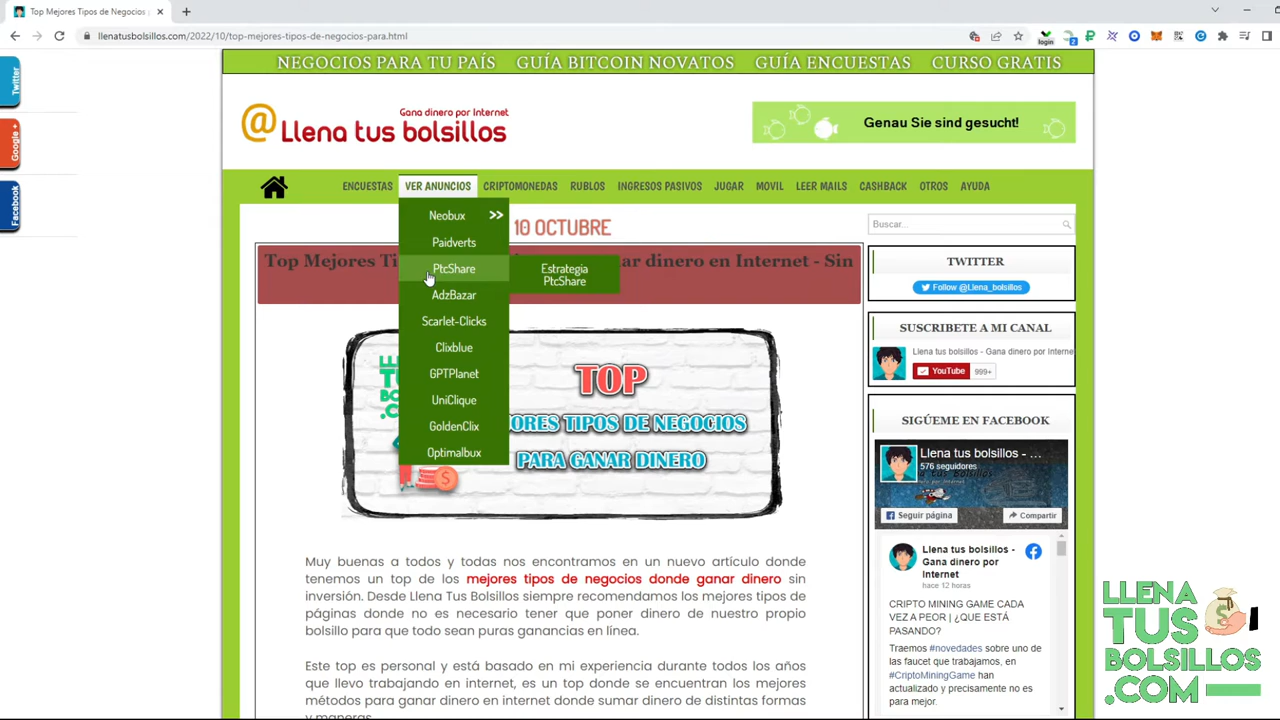 Top Mejores Tipos de Negocios
llenatusbolsillos.com/2022/10/top-mejores-tipos-de-negocios-para.html
login
2
Twitter
Google +
Facebook
NEGOCIOS PARA TU PAÍS GUÍA BITCOIN NOVATOS GUÍA ENCUESTAS CURSO GRATIS
@ Llena tus bolsillos
Gana dinero por Internet
Genau Sie sind gesucht!
ENCUESTAS VER ANUNCIOS CRIPTOMONEDAS RUBLOS INGRESOS PASIVOS JUGAR MOVIL LEER MAILS CASHBACK OTROS AYUDA
Neobux >>
Paidverts
PtcShare
AdzBazar
Scarlet-Clicks
Clixblue
GPTPlanet
UniClique
GoldenClix
Optimalbux
Estrategia
PtcShare
10 OCTUBRE
Top Mejores Ti ar dinero en Internet - Sin
TOP
ORES TIPOS DE NEGOCIOS
PARA GANAR DINERO
Muy buenas a todos y todas nos encontramos en un nuevo artículo donde
tenemos un top de los mejores tipos de negocios donde ganar dinero sin
inversión. Desde Llena Tus Bolsillos siempre recomendamos los mejores tipos de
páginas donde no es necesario tener que poner dinero de nuestro propio
bolsillo para que todo sean puras ganancias en línea.
Este top es personal y está basado en mi experiencia durante todos los años
que llevo trabajando en internet, es un top donde se encuentran los mejores
métodos para ganar dinero en internet donde sumar dinero de distintas formas
y maneras.
Buscar...
TWITTER
Follow @Llena_bolsillos
SUSCRIBETE A MI CANAL
Llena tus bolsillos - Gana dinero por Interne
YouTube 999+
SIGÚEME EN FACEBOOK
Llena tus bolsillos - ...
576 seguidores
Seguir página Compartir
Llena tus bolsillos -
Gana dinero por
Internet
hace 12 horas
CRIPTO MINING GAME CADA
VEZ A PEOR | ¿QUE ESTÁ
PASANDO?
Traemos #novedades sobre uno de
las faucet que trabajamos, en
#CriptoMiningGame han
actualizado y precisamente no es
para mejor.
LLENA
TUS
BOLSILLOS
.COM